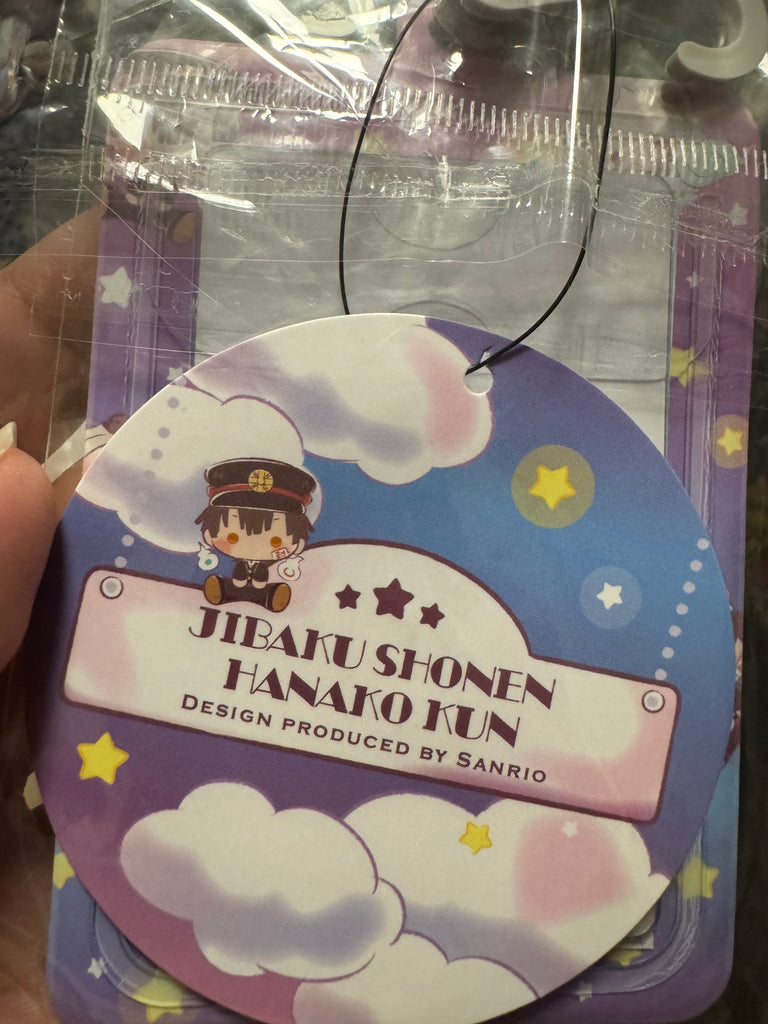 JIBAKU SHONEN
HANAKO KUN
DESIGN PRODUCED BY SANRIO